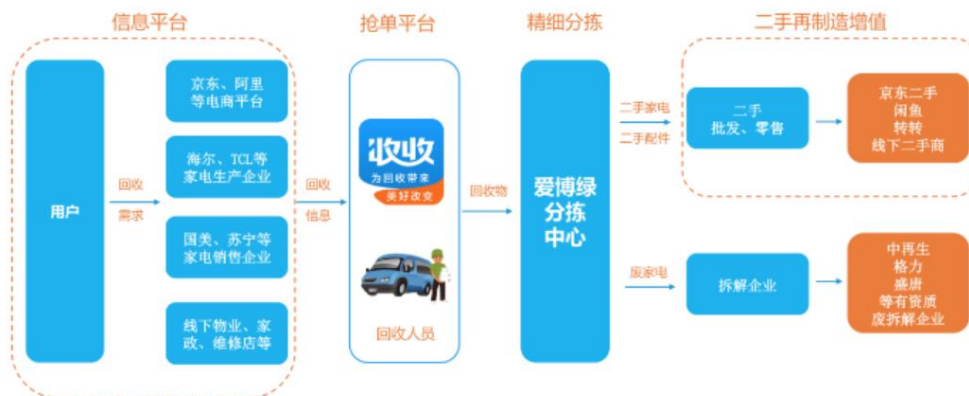 信息平台
抢单平台
精细分拣
二手再制造增值
用户
回收
需求
京东、阿里
等电商平台
海尔、TCL等
家电生产企业
国美、苏宁等
家电销售企业
线下物业、家
政、维修店等
回收
信息
收收
为回收带来
美好改变
回收人员
回收物
爱博绿
分拣
中心
二手家电
二手配件
二手
批发、零售
京东二手
闲鱼
转转
线下二手商
废家电
拆解企业
中再生
格力
盛唐
等有资质
废拆解企业